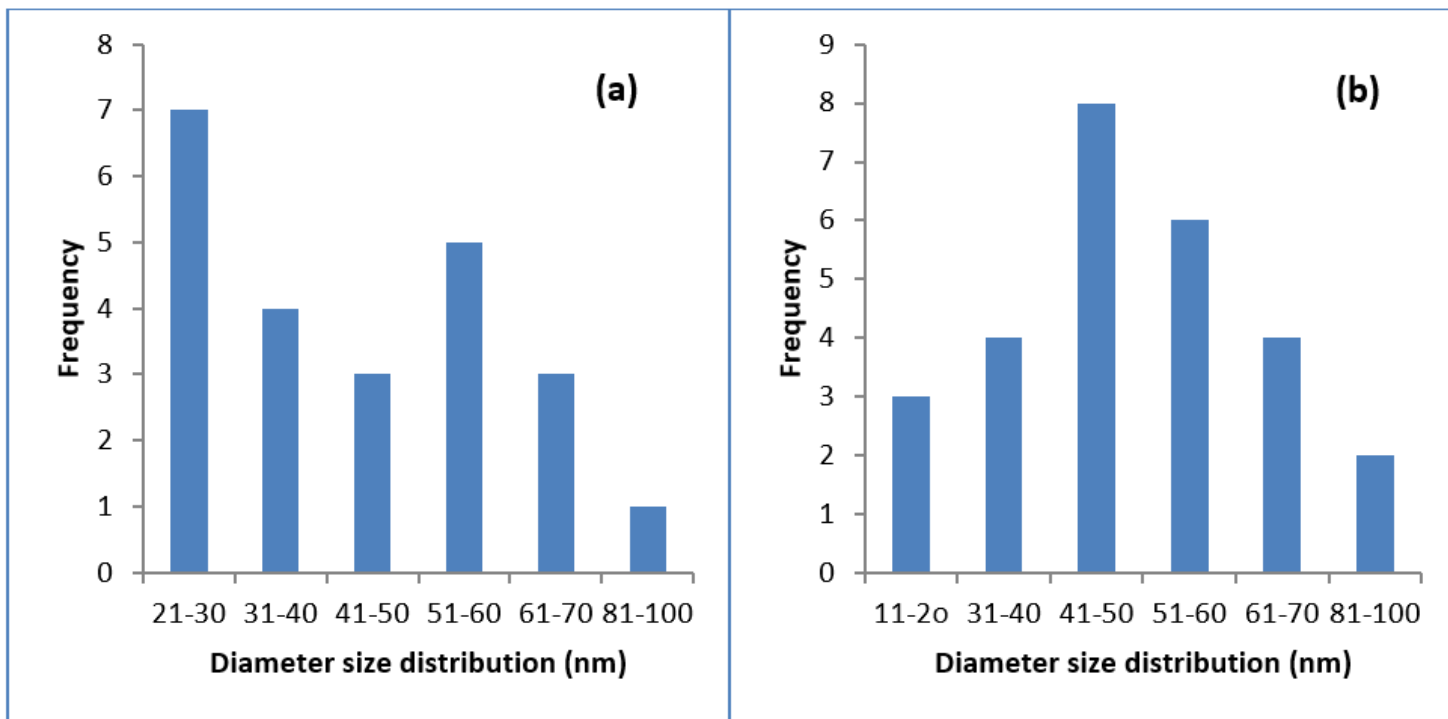 (a)
Frequency
8
7
6
5
4
3
2
1
0
21-30 31-40 41-50 51-60 61-70 81-100
Diameter size distribution (nm)
(b)
Frequency
9
8
7
6
5
4
3
2
1
0
11-2o 31-40 41-50 51-60 61-70 81-100
Diameter size distribution (nm)